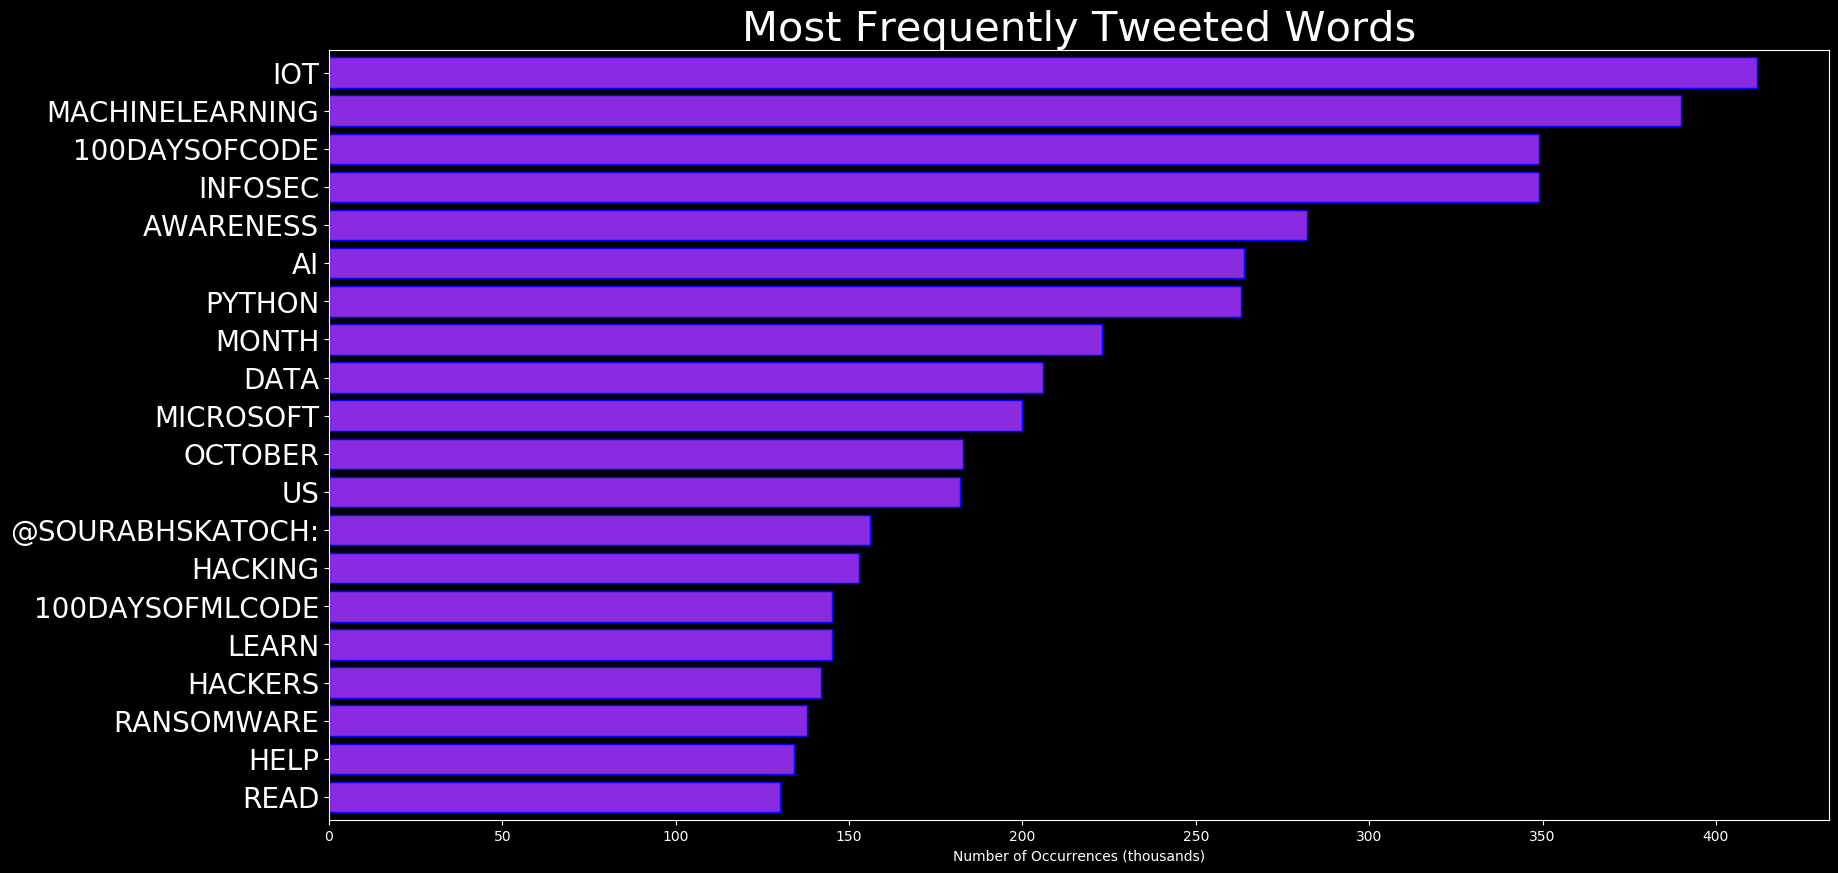 Most Frequently Tweeted Words
IOT
MACHINELEARNING
100DAYSOFCODE
INFOSEC
AWARENESS
AI
PYTHON
MONTH
DATA
MICROSOFT
OCTOBER
US
@SOURABHSKATOCH:
HACKING
100DAYSOFMLCODE
LEARN
HACKERS
RANSOMWARE
HELP
READ
0 50 100 150 200 250 300 350 400
Number of Occurrences (thousands)